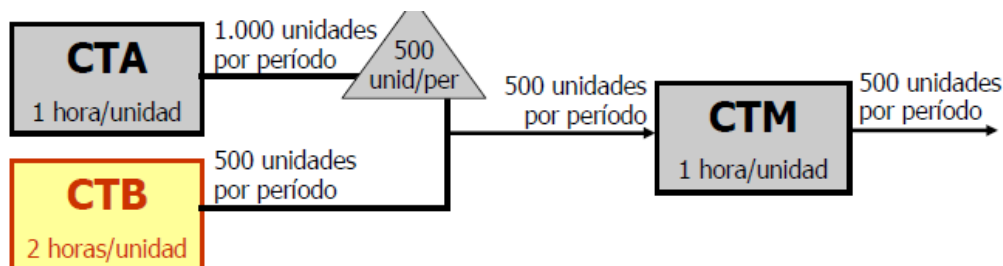 CTA
1 hora/unidad
1.000 unidades
por período
500
unid/per
500 unidades
por período
CTM
1 hora/unidad
500 unidades
por período
CTB
2 horas/unidad
500 unidades
por período